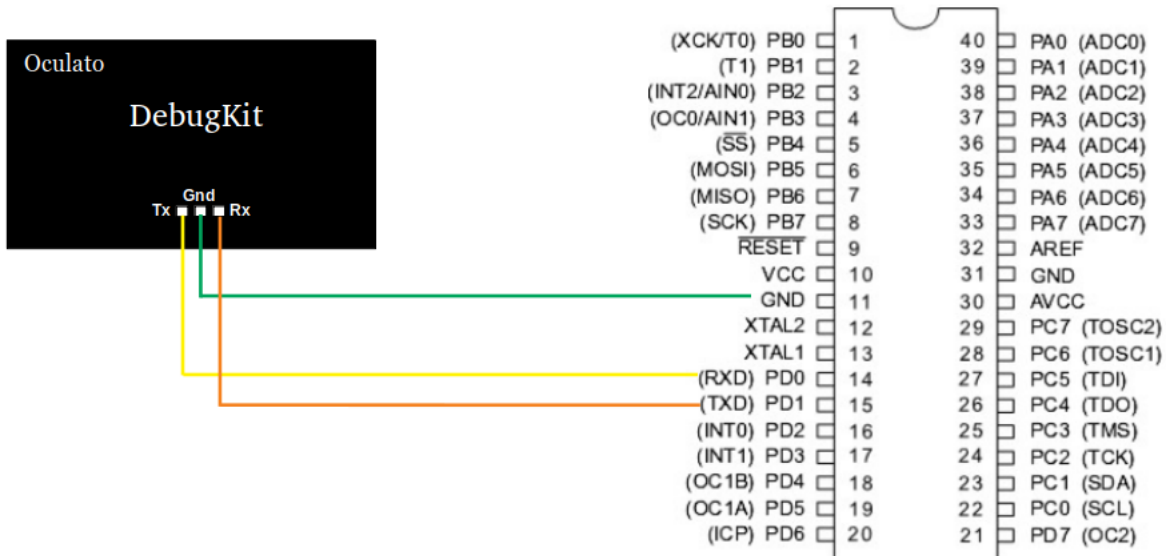 Oculato
DebugKit
Gnd
Tx Rx
(XCK/T0) PB0 1 40 PA0 (ADC0)
(T1) PB1 2 39 PA1 (ADC1)
(INT2/AIN0) PB2 3 38 PA2 (ADC2)
(OC0/AIN1) PB3 4 37 PA3 (ADC3)
(S̅S̅) PB4 5 36 PA4 (ADC4)
(MOSI) PB5 6 35 PA5 (ADC5)
(MISO) PB6 7 34 PA6 (ADC6)
(SCK) PB7 8 33 PA7 (ADC7)
R̅E̅S̅E̅T̅ 9 32 AREF
VCC 10 31 GND
GND 11 30 AVCC
XTAL2 12 29 PC7 (TOSC2)
XTAL1 13 28 PC6 (TOSC1)
(RXD) PD0 14 27 PC5 (TDI)
(TXD) PD1 15 26 PC4 (TDO)
(INT0) PD2 16 25 PC3 (TMS)
(INT1) PD3 17 24 PC2 (TCK)
(OC1B) PD4 18 23 PC1 (SDA)
(OC1A) PD5 19 22 PC0 (SCL)
(ICP) PD6 20 21 PD7 (OC2)